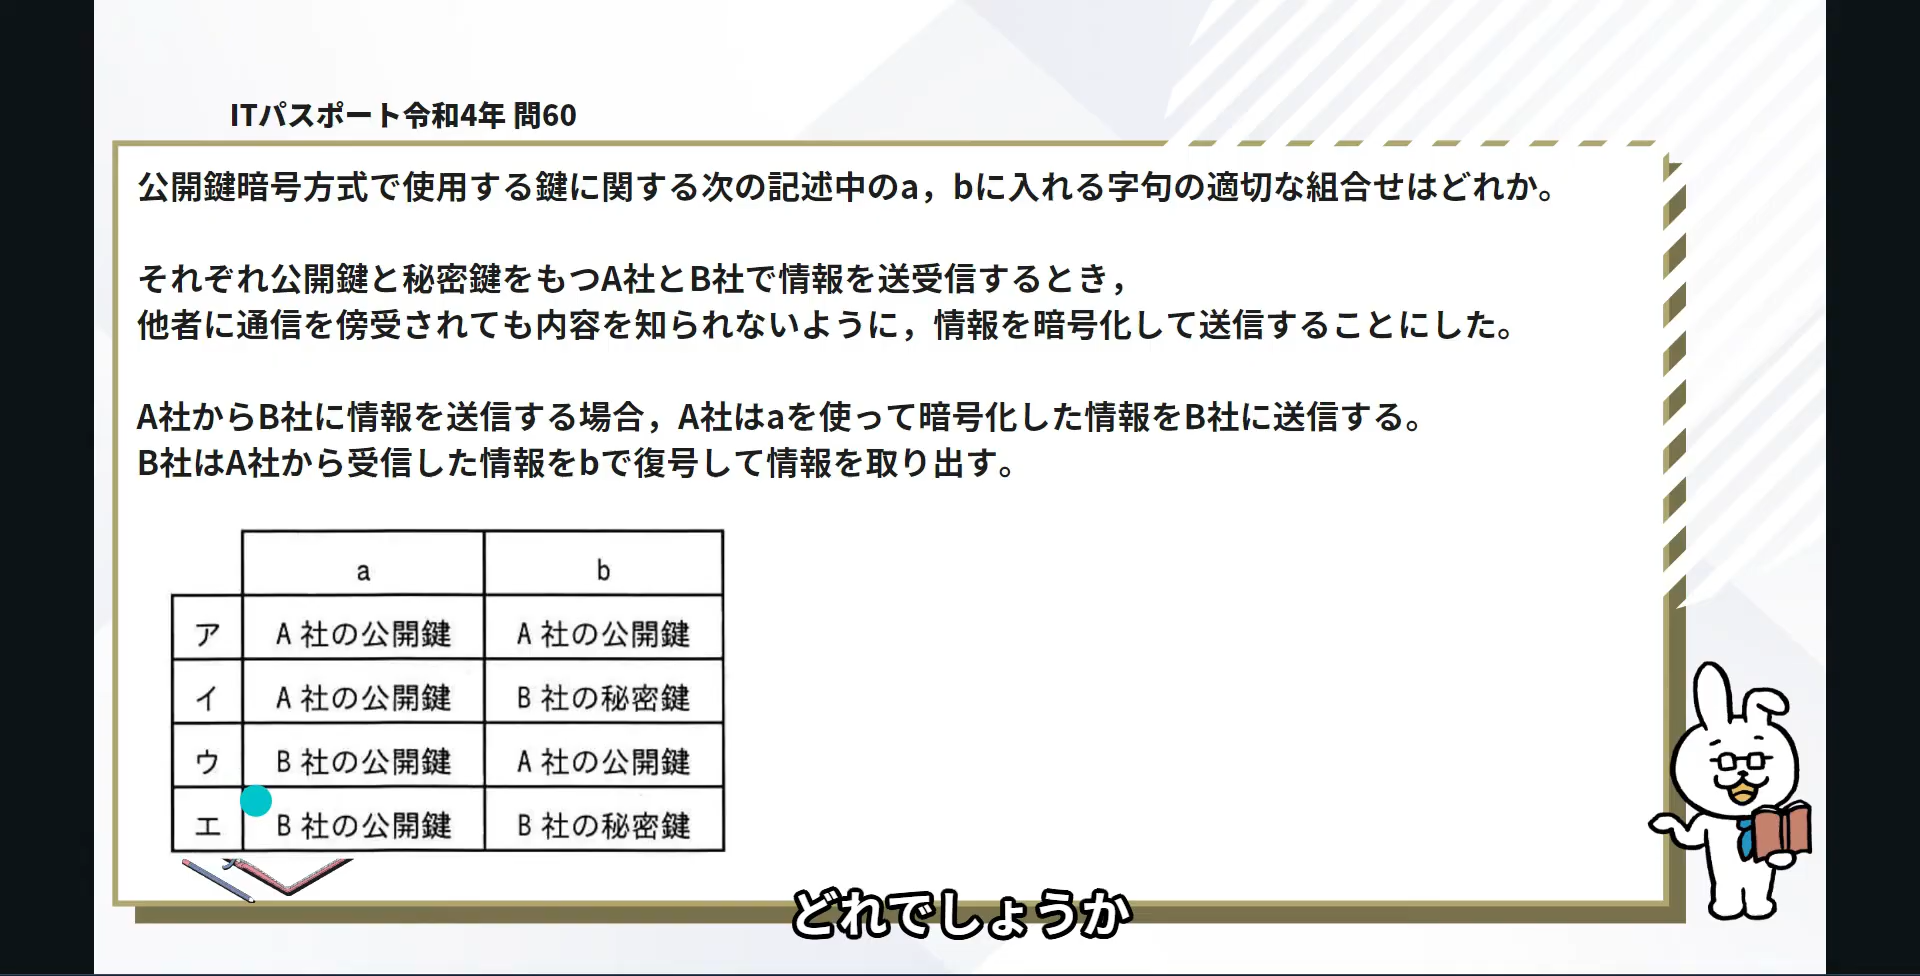 ITパスポート令和4年 問60
公開鍵暗号方式で使用する鍵に関する次の記述中のa，bに入れる字句の適切な組合せはどれか。
それぞれ公開鍵と秘密鍵をもつA社とB社で情報を送受信するとき，
他者に通信を傍受されても内容を知られないように，情報を暗号化して送信することにした。
A社からB社に情報を送信する場合，A社はaを使って暗号化した情報をB社に送信する。
B社はA社から受信した情報をbで復号して情報を取り出す。
a b
ア A 社の公開鍵 A 社の公開鍵
イ A 社の公開鍵 B 社の秘密鍵
ウ B 社の公開鍵 A 社の公開鍵
エ B 社の公開鍵 B 社の秘密鍵
どれでしょうか